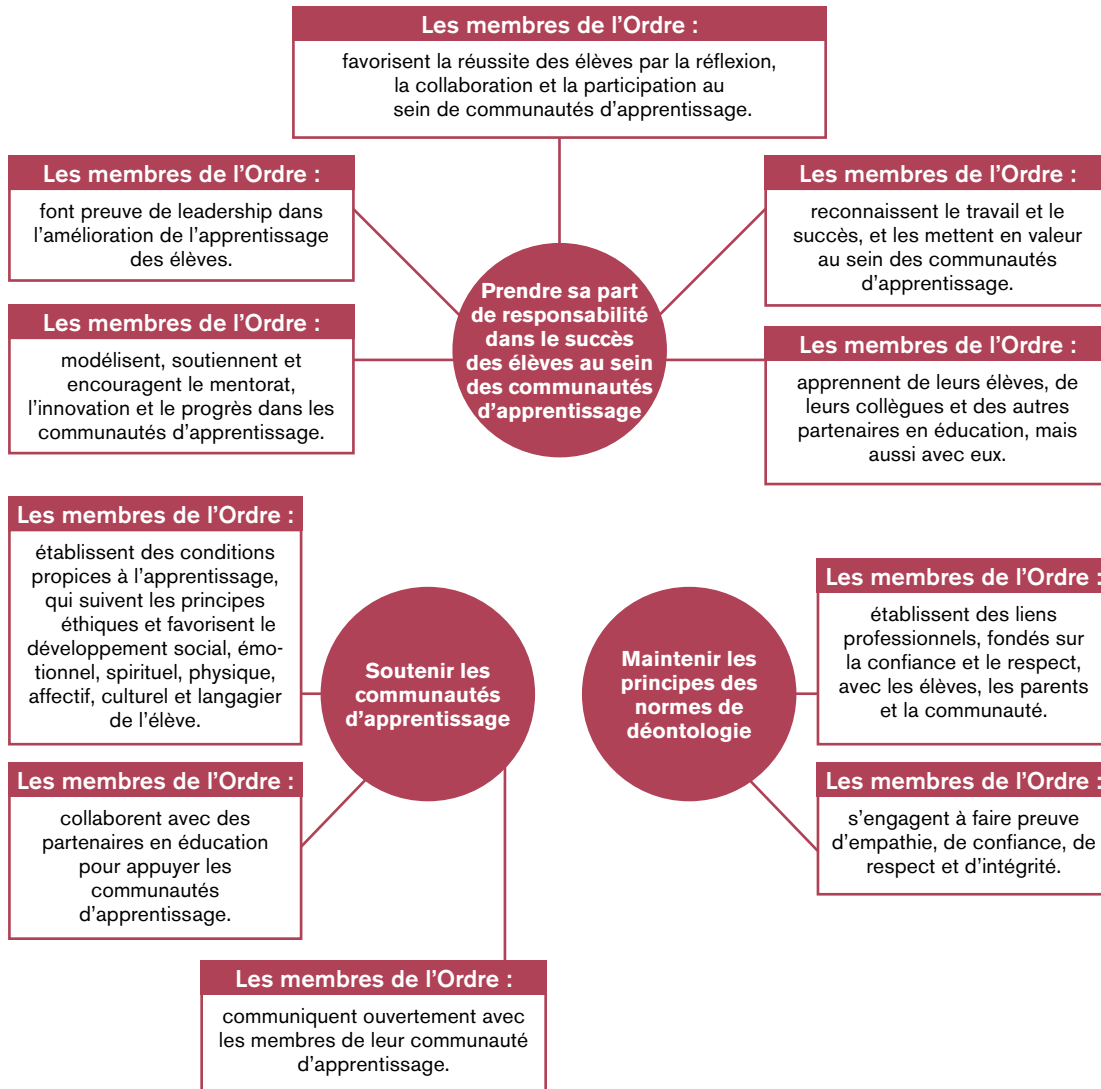 Les membres de l’Ordre :
favorisent la réussite des élèves par la réflexion,
la collaboration et la participation au
sein de communautés d'apprentissage.
Les membres de l’Ordre :
font preuve de leadership dans
l’amélioration de l’apprentissage
des élèves.
Les membres de l’Ordre :
reconnaissent le travail et le
succès, et les mettent en valeur
au sein des communautés
d’apprentissage.
Prendre sa part
de responsabilité
dans le succès
des élèves au sein
des communautés
d’apprentissage
Les membres de l’Ordre :
modélisent, soutiennent et
encouragent le mentorat,
l’innovation et le progrès dans les
communautés d’apprentissage.
Les membres de l’Ordre :
apprennent de leurs élèves, de
leurs collègues et des autres
partenaires en éducation, mais
aussi avec eux.
Les membres de l’Ordre :
établissent des conditions
propices à l’apprentissage,
qui suivent les principes
éthiques et favorisent le
développement social, émo-
tionnel, spirituel, physique,
affectif, culturel et langagier
de l’élève.
Soutenir les
communautés
d’apprentissage
Maintenir les
principes des
normes de
déontologie
Les membres de l’Ordre :
établissent des liens
professionnels, fondés sur
la confiance et le respect,
avec les élèves, les parents
et la communauté.
Les membres de l’Ordre :
collaborent avec des
partenaires en éducation
pour appuyer les
communautés
d’apprentissage.
Les membres de l’Ordre :
s’engagent à faire preuve
d’empathie, de confiance, de
respect et d’intégrité.
Les membres de l’Ordre :
communiquent ouvertement avec
les membres de leur communauté
d’apprentissage.